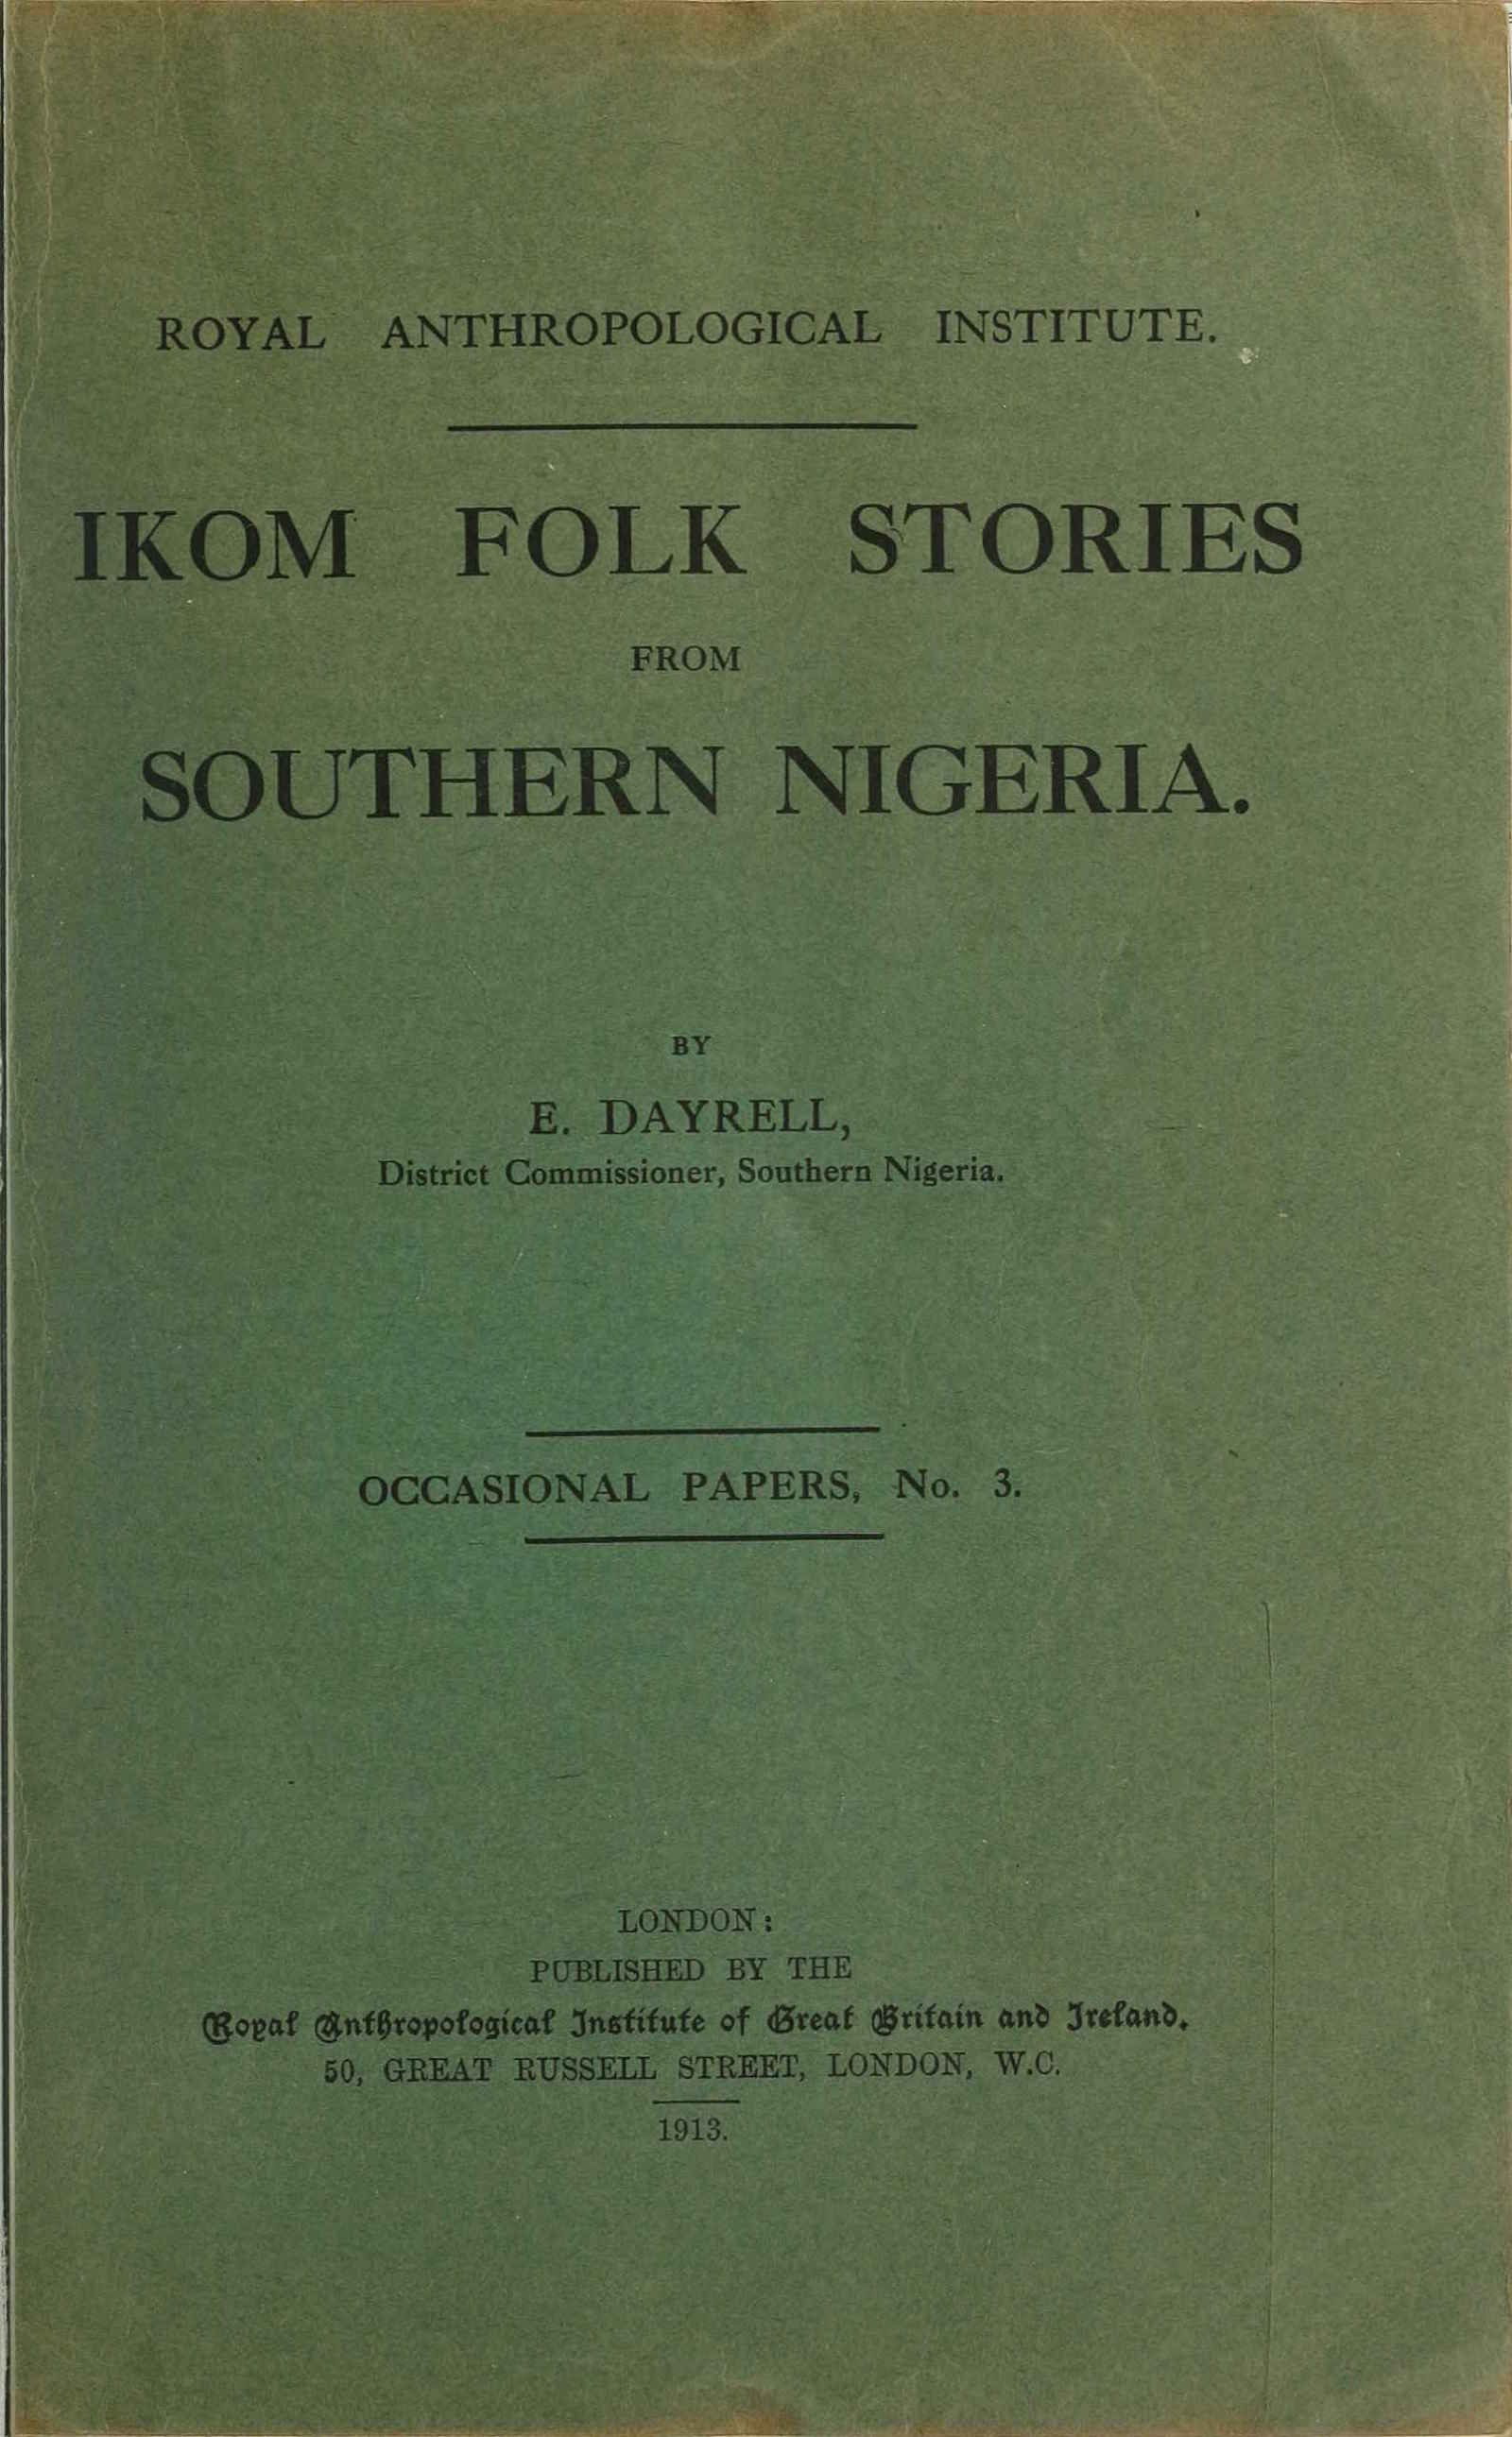 ROYAL ANTHROPOLOGICAL INSTITUTE.
IKOM FOLK STORIES
FROM
SOUTHERN NIGERIA.
BY
E. DAYRELL,
District Commissioner, Southern Nigeria.
OCCASIONAL PAPERS, No. 3.
LONDON:
PUBLISHED BY THE
Royal Anthropological Institute of Great Britain and Ireland.
50, GREAT RUSSELL STREET, LONDON, W.C.
1913.